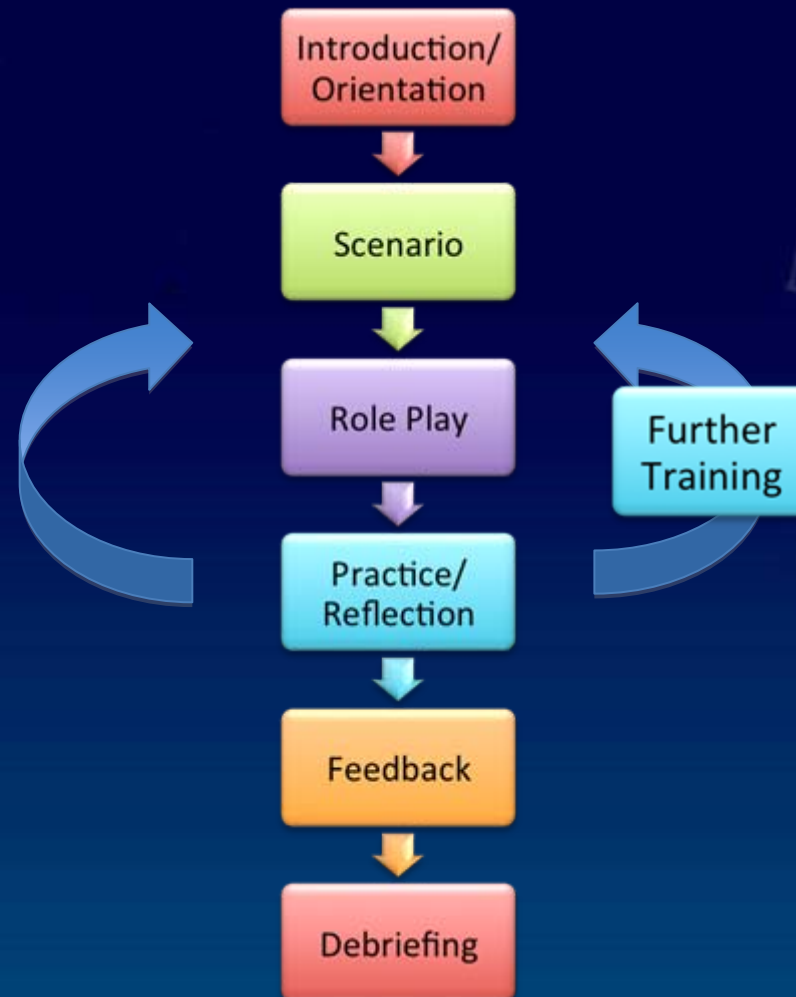 Introduction/
Orientation
Scenario
Role Play
Further
Training
Practice/
Reflection
Feedback
Debriefing